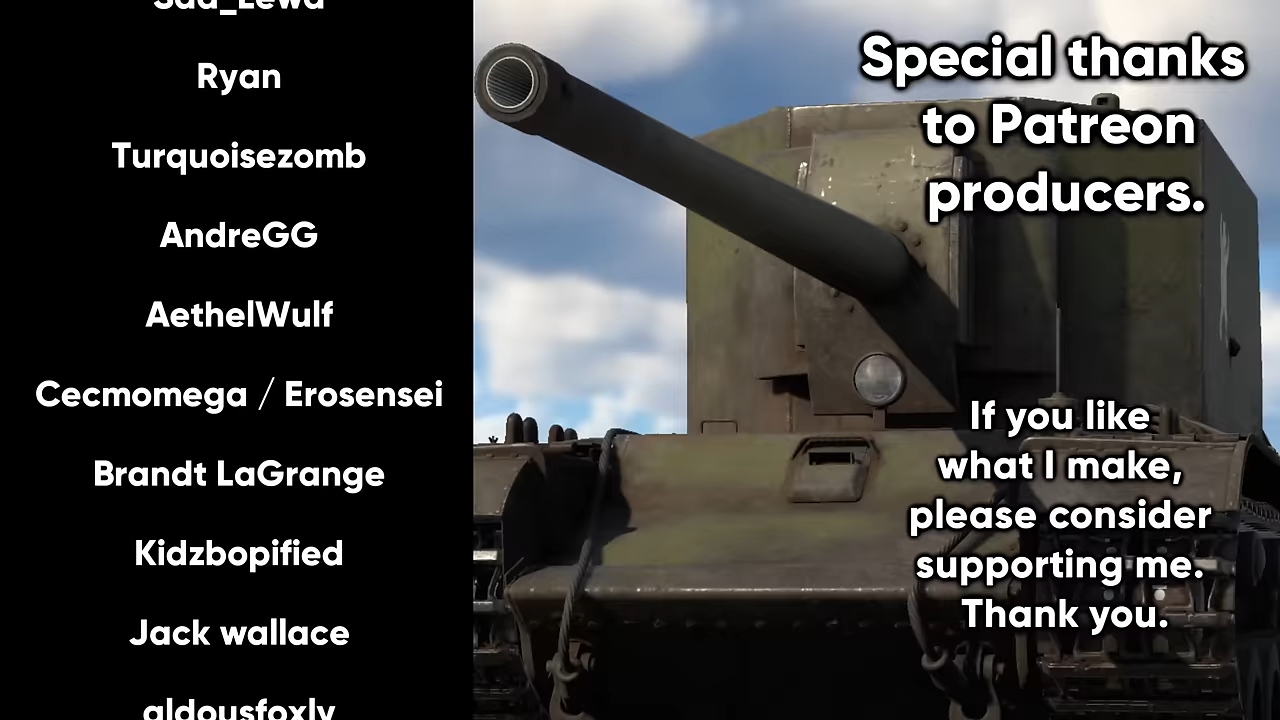 Ryan
Turquoisezomb
AndreGG
AethelWulf
Cecmomega / Erosensei
Brandt LaGrange
Kidzbopified
Jack wallace
aldousfoxly
Special thanks
to Patreon
producers.
If you like
what I make,
please consider
supporting me.
Thank you.